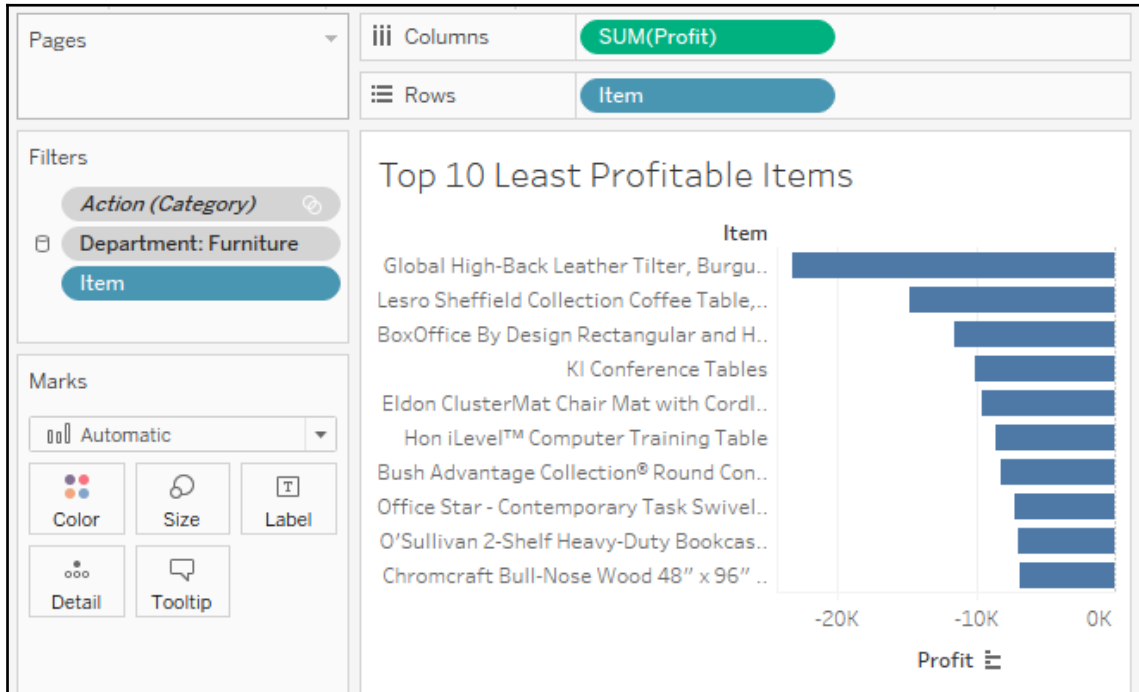 Pages
Columns
SUM(Profit)
Rows
Item
Filters
Action (Category)
Department: Furniture
Item
Marks
Automatic
Color
Size
Label
Detail
Tooltip
Top 10 Least Profitable Items
Item
Global High-Back Leather Tilter, Burgu..
Lesro Sheffield Collection Coffee Table,..
BoxOffice By Design Rectangular and H..
KI Conference Tables
Eldon ClusterMat Chair Mat with Cordl..
Hon iLevel™ Computer Training Table
Bush Advantage Collection® Round Con..
Office Star - Contemporary Task Swivel..
O’Sullivan 2-Shelf Heavy-Duty Bookcas..
Chromcraft Bull-Nose Wood 48” x 96” ..
-20K
-10K
0K
Profit